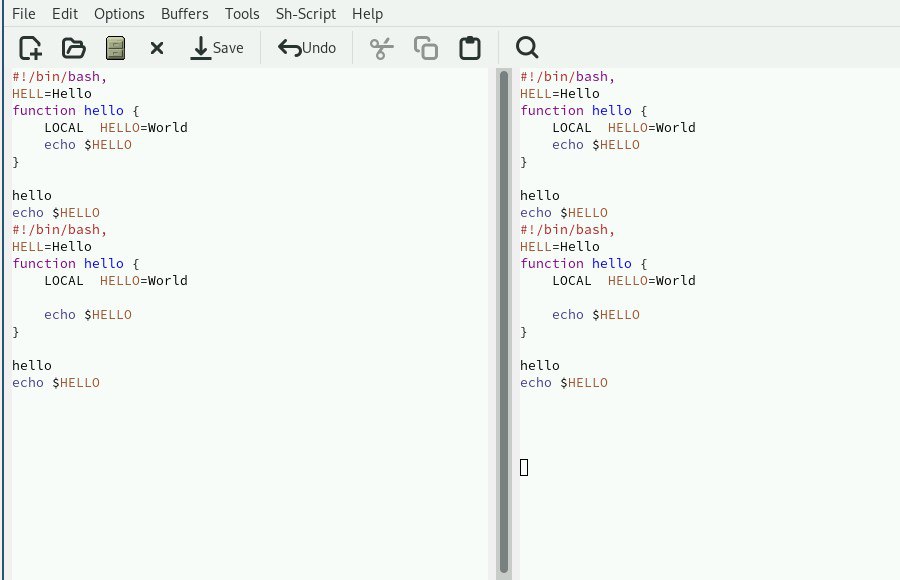 File Edit Options Buffers Tools Sh-Script Help
Save Undo
#!/bin/bash,
HELL=Hello
function hello {
    LOCAL  HELLO=World
    echo $HELLO
}

hello
echo $HELLO
#!/bin/bash,
HELL=Hello
function hello {
    LOCAL  HELLO=World

    echo $HELLO
}

hello
echo $HELLO
#!/bin/bash,
HELL=Hello
function hello {
    LOCAL  HELLO=World
    echo $HELLO
}

hello
echo $HELLO
#!/bin/bash,
HELL=Hello
function hello {
    LOCAL  HELLO=World

    echo $HELLO
}

hello
echo $HELLO